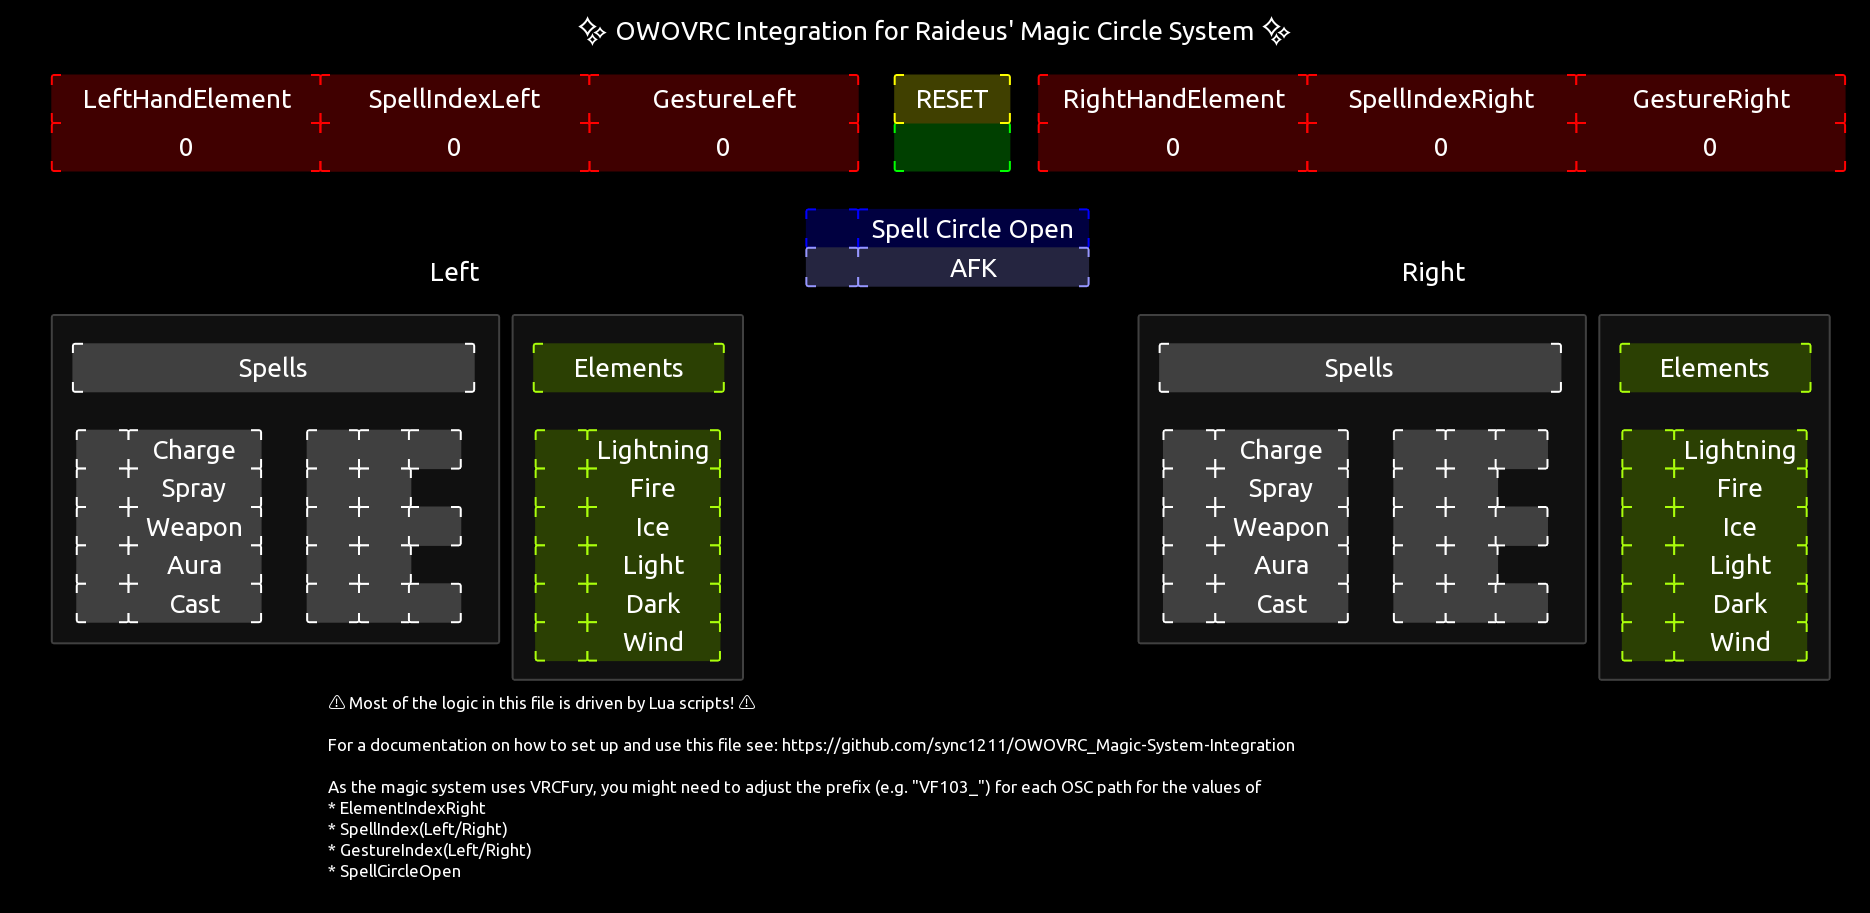 OWOVRC Integration for Raideus' Magic Circle System
LeftHandElement SpellIndexLeft GestureLeft RESET RightHandElement SpellIndexRight GestureRight
0 0 0 0 0 0
Spell Circle Open
AFK
Left Right
Spells Elements Spells Elements
Charge Lightning Charge Lightning
Spray Fire Spray Fire
Weapon Ice Weapon Ice
Aura Light Aura Light
Cast Dark Cast Dark
Wind Wind
⚠ Most of the logic in this file is driven by Lua scripts! ⚠
For a documentation on how to set up and use this file see: https://github.com/sync1211/OWOVRC_Magic-System-Integration
As the magic system uses VRCFury, you might need to adjust the prefix (e.g. "VF103_") for each OSC path for the values of
* ElementIndexRight
* SpellIndex(Left/Right)
* GestureIndex(Left/Right)
* SpellCircleOpen